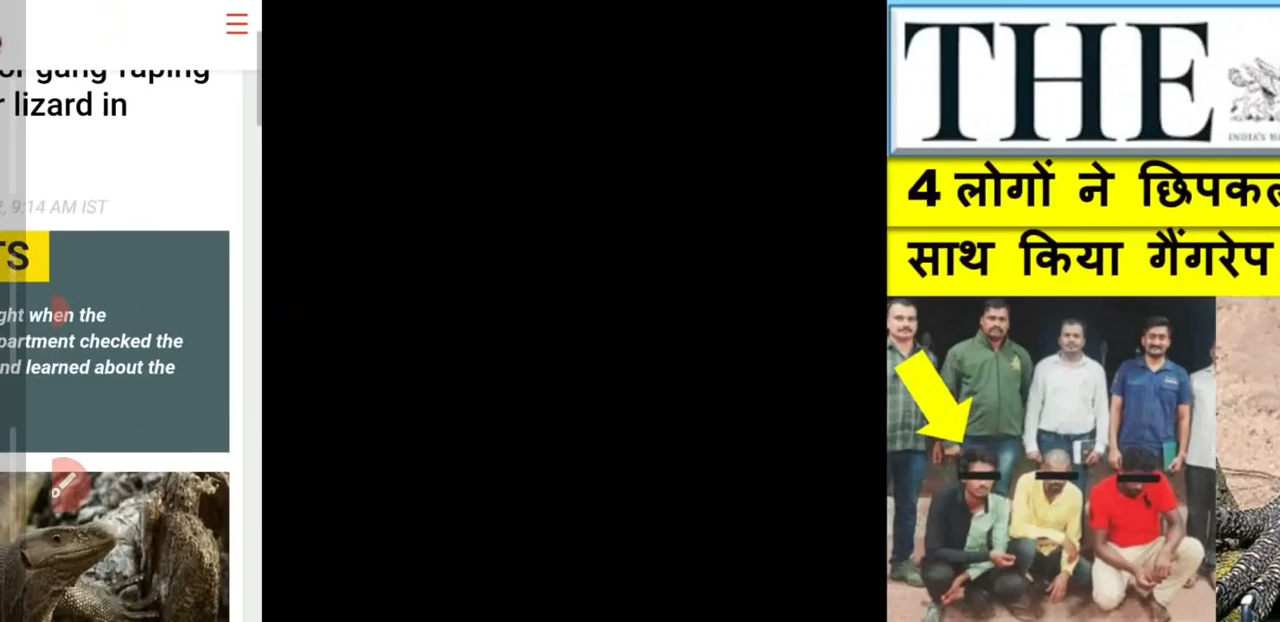 or gang raping
r lizard in
2, 9:14 AM IST
TS
ght when the
partment checked the
nd learned about the
THE
INDIA'S
4 लोगों ने
साथ किया गैंगरेप